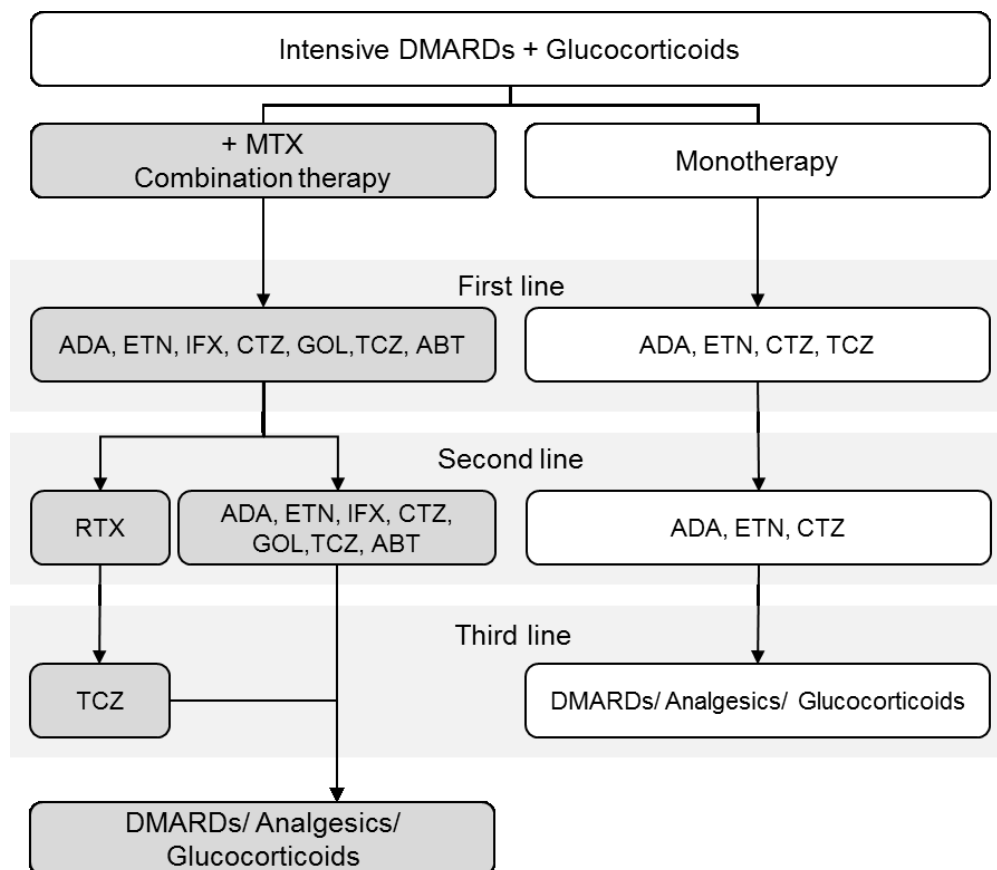 Intensive DMARDs + Glucocorticoids
+ MTX
Combination therapy
Monotherapy
First line
ADA, ETN, IFX, CTZ, GOL,TCZ, ABT
ADA, ETN, CTZ, TCZ
Second line
RTX
ADA, ETN, IFX, CTZ,
GOL,TCZ, ABT
ADA, ETN, CTZ
Third line
TCZ
DMARDs/ Analgesics/ Glucocorticoids
DMARDs/ Analgesics/
Glucocorticoids